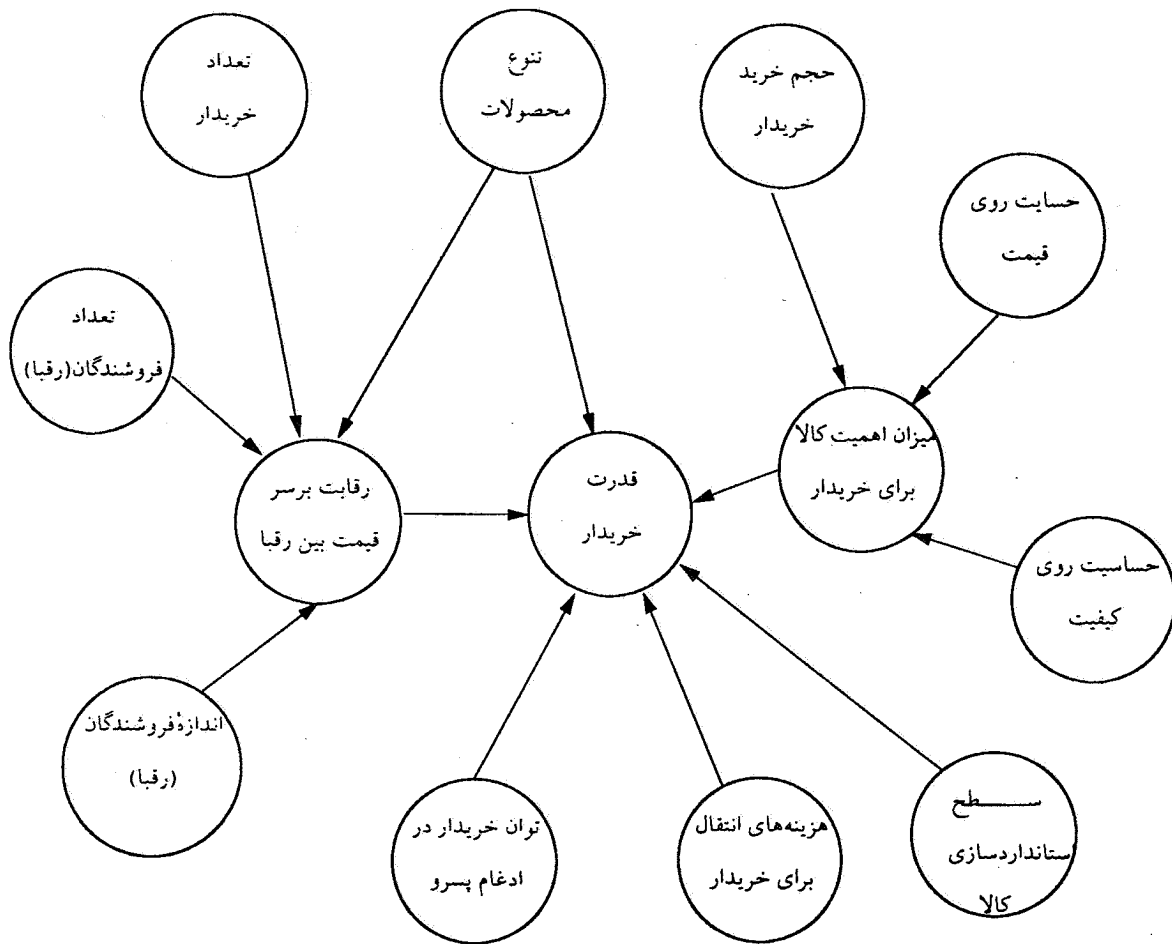 تعداد
خریدار
تنوع
محصولات
حجم خرید
خریدار
حسایت روی
قیمت
تعداد
فروشندگان(رقبا)
میزان اهمیت کالا
برای خریدار
قدرت
خریدار
رقابت برسر
قیمت بین رقبا
حساسیت روی
کیفیت
اندازهٔ فروشندگان
(رقبا)
توان خریدار در
ادغام پسرو
هزینه‌های انتقال
برای خریدار
سطح
استانداردسازی
کالا